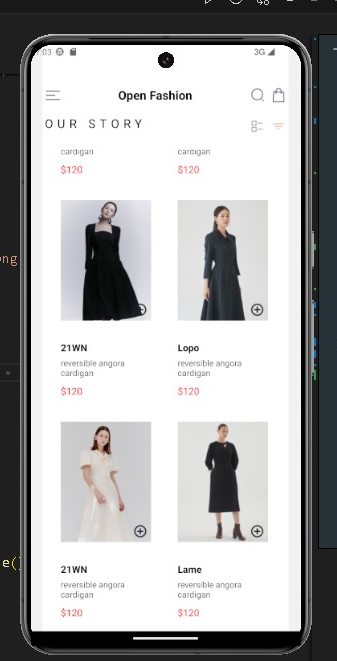 :03
3G
Open Fashion
OUR STORY
cardigan cardigan
$120 $120
21WN Lopo
reversible angora reversible angora
cardigan cardigan
$120 $120
21WN Lame
reversible angora reversible angora
cardigan cardigan
$120 $120
ong
e()